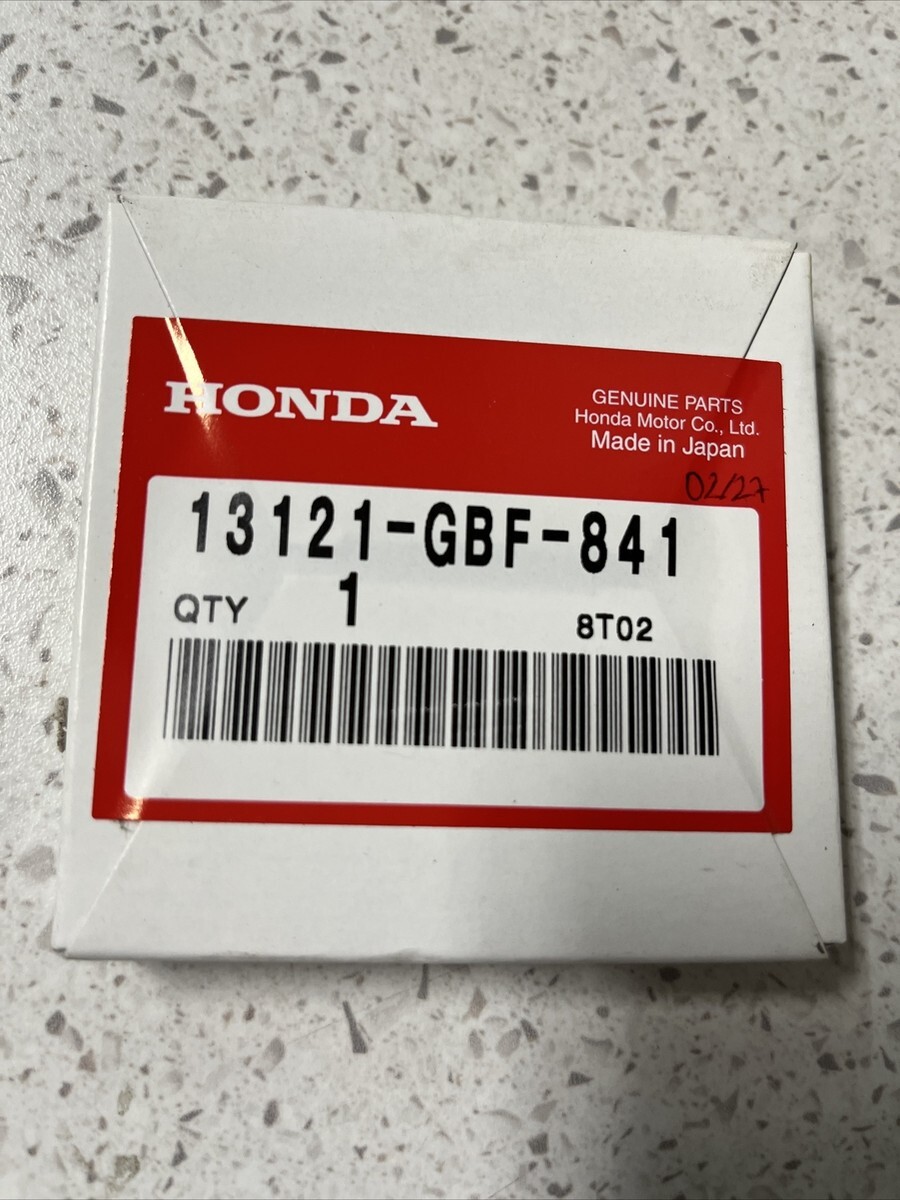 HONDA
GENUINE PARTS
Honda Motor Co., Ltd.
Made in Japan
02/27
13121-GBF-841
QTY 1 8T02